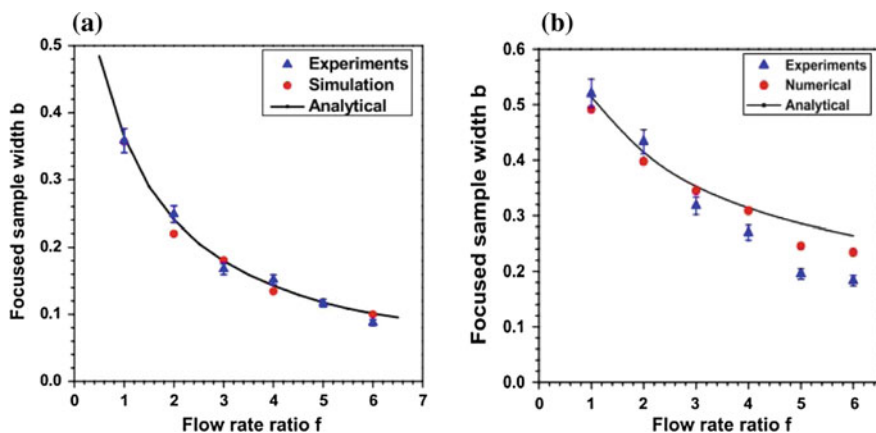 (a)
0.5
0.4
0.3
0.2
0.1
0.0
Focused sample width b
Experiments
Simulation
Analytical
0 1 2 3 4 5 6 7
Flow rate ratio f
(b)
0.6
0.5
0.4
0.3
0.2
0.1
0.0
Focused sample width b
Experiments
Numerical
Analytical
0 1 2 3 4 5 6
Flow rate ratio f